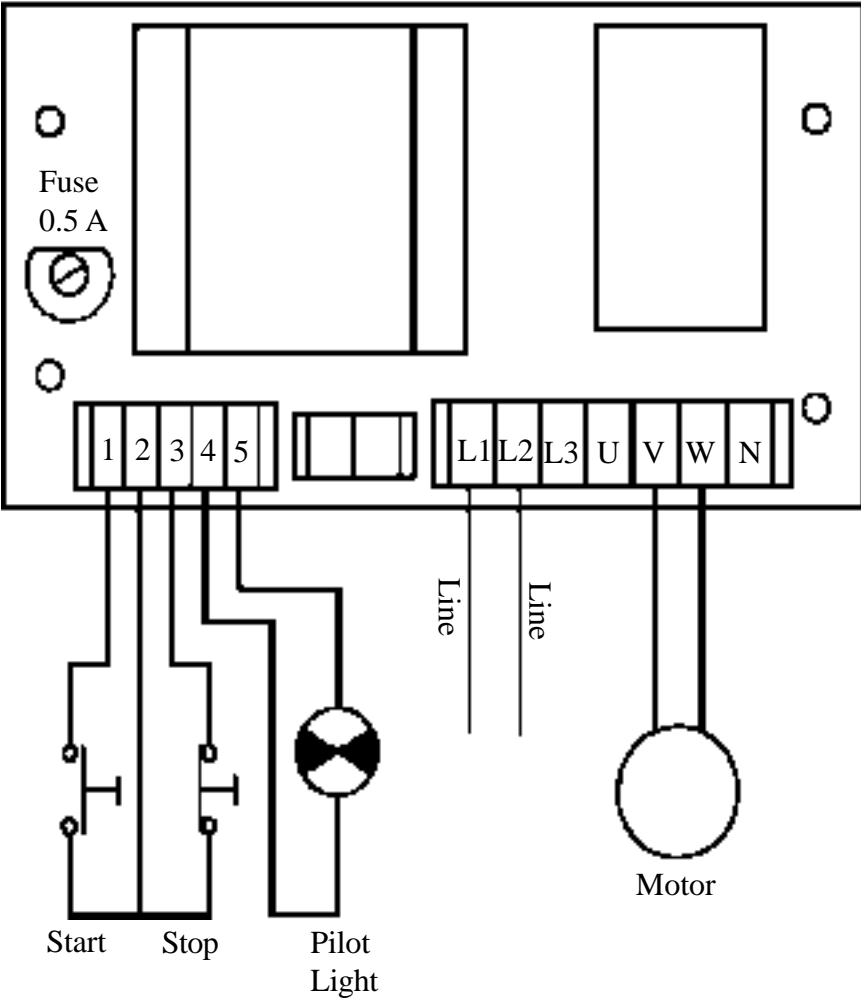 Fuse
0.5 A
1 2 3 4 5
L1 L2 L3 U V W N
Line
Line
Motor
Start
Stop
Pilot
Light